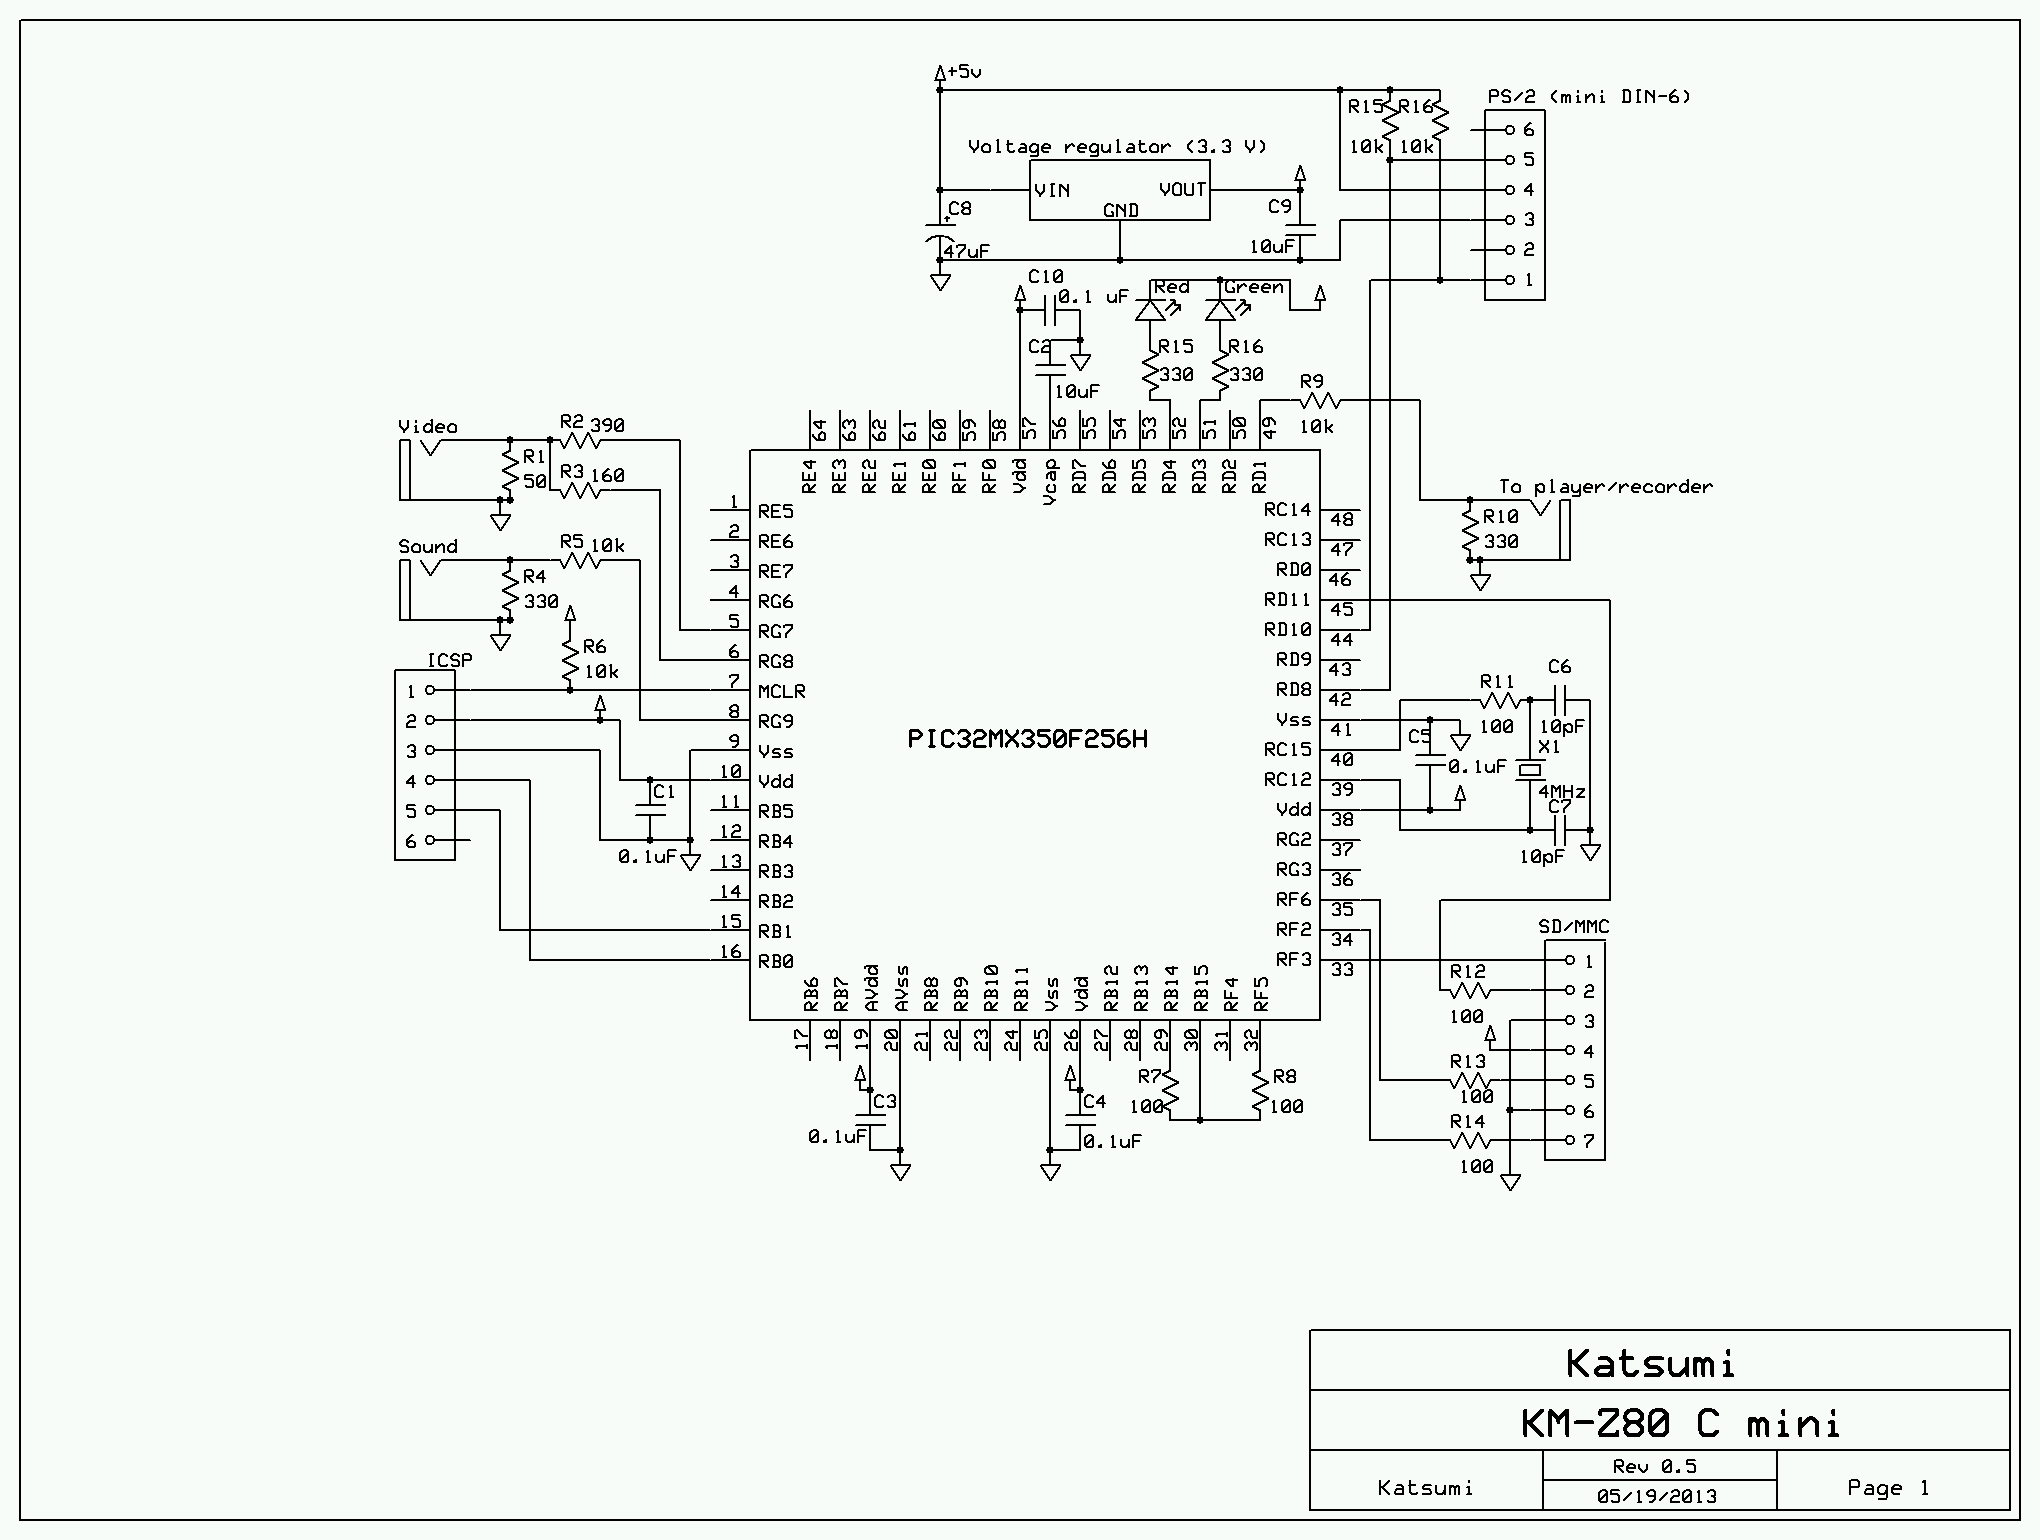 +5v
PS/2 (mini DIN-6)
R15 R16
10k 10k
6
5
4
3
2
1
Voltage regulator (3.3 V)
VIN
VOUT
GND
C8
+
47uF
C9
10uF
C10
0.1 uF
C2
10uF
Red
Green
R15
330
R16
330
R9
10k
Video
R2 390
R1
50
R3 160
Sound
R5 10k
R4
330
R6
10k
ICSP
1
2
3
4
5
6
C1
0.1uF
64 63 62 61 60 59 58 57 56 55 54 53 52 51 50 49
RE4 RE3 RE2 RE1 RE0 RF1 RF0 Vdd Vcap RD7 RD6 RD5 RD4 RD3 RD2 RD1
1 RE5
2 RE6
3 RE7
4 RG6
5 RG7
6 RG8
7 MCLR
8 RG9
9 Vss
10 Vdd
11 RB5
12 RB4
13 RB3
14 RB2
15 RB1
16 RB0
PIC32MX350F256H
RC14 48
RC13 47
RD0 46
RD11 45
RD10 44
RD9 43
RD8 42
Vss 41
RC15 40
RC12 39
Vdd 38
RG2 37
RG3 36
RF6 35
RF2 34
RF3 33
RB6 RB7 AVdd AVss RB8 RB9 RB10 RB11 Vss Vdd RB12 RB13 RB14 RB15 RF4 RF5
17 18 19 20 21 22 23 24 25 26 27 28 29 30 31 32
To player/recorder
R10
330
R11
100
C6
10pF
X1
4MHz
C7
10pF
C5
0.1uF
SD/MMC
1
2
3
4
5
6
7
R12
100
R13
100
R14
100
C3
0.1uF
C4
0.1uF
R7
100
R8
100
Katsumi
KM-Z80 C mini
Katsumi
Rev 0.5
05/19/2013
Page 1